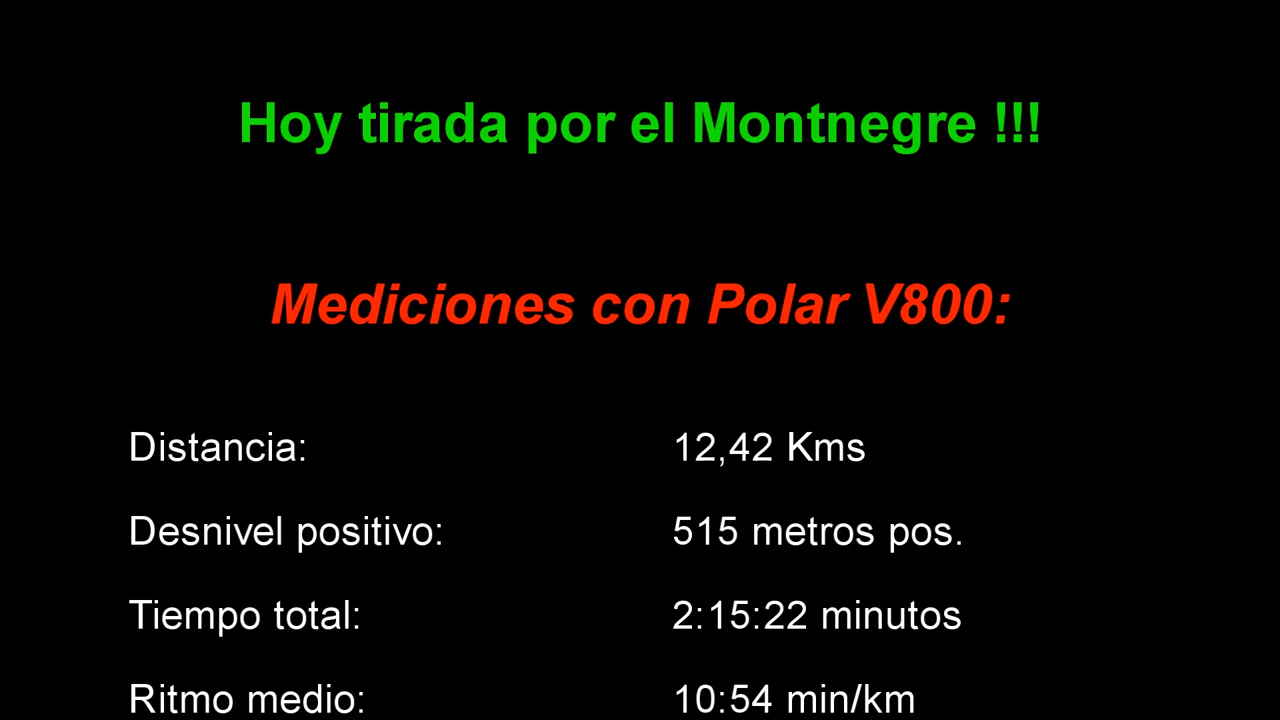 Hoy tirada por el Montnegre !!!
Mediciones con Polar V800:
Distancia: 12,42 Kms
Desnivel positivo: 515 metros pos.
Tiempo total: 2:15:22 minutos
Ritmo medio: 10:54 min/km